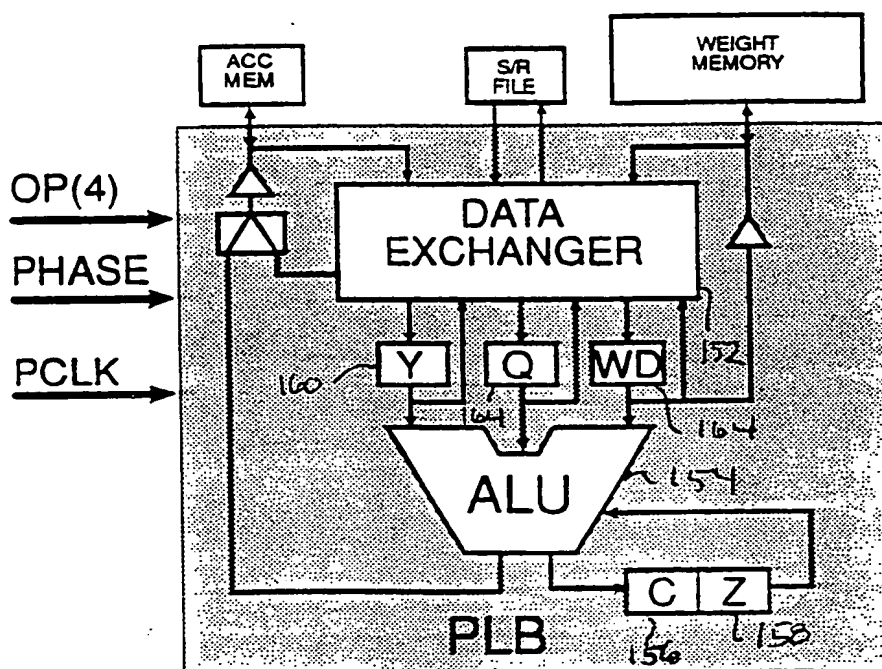 ACC
MEM
S/R
FILE
WEIGHT
MEMORY
OP(4)
PHASE
PCLK
DATA
EXCHANGER
152
Y
Q
WD
160
164
164
ALU
154
C
Z
PLB
156
158